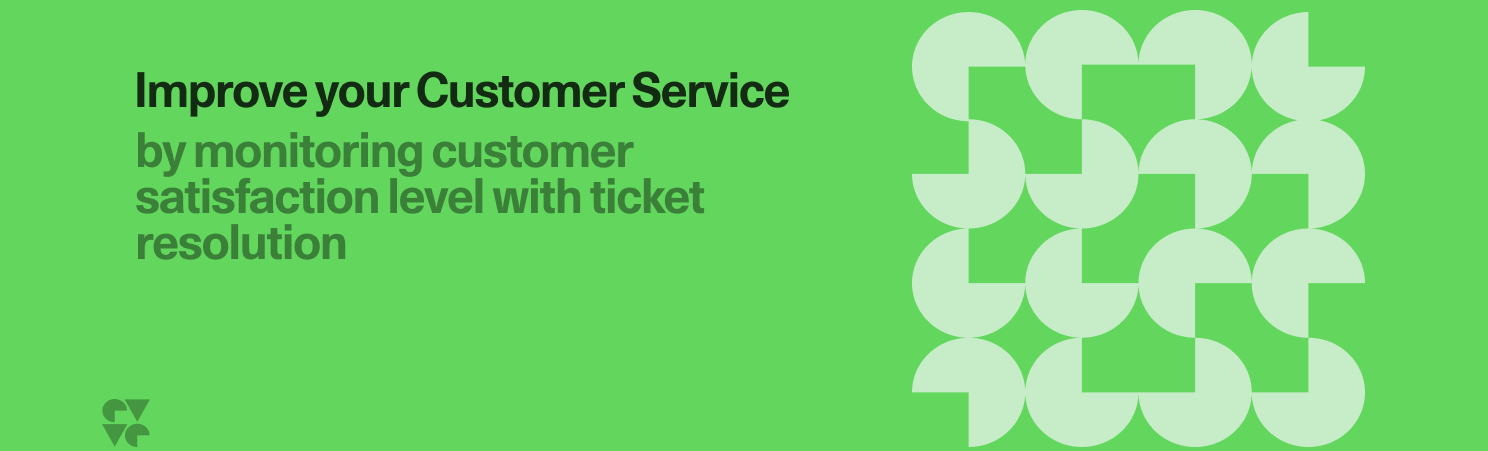 Improve your Customer Service
by monitoring customer
satisfaction level with ticket
resolution